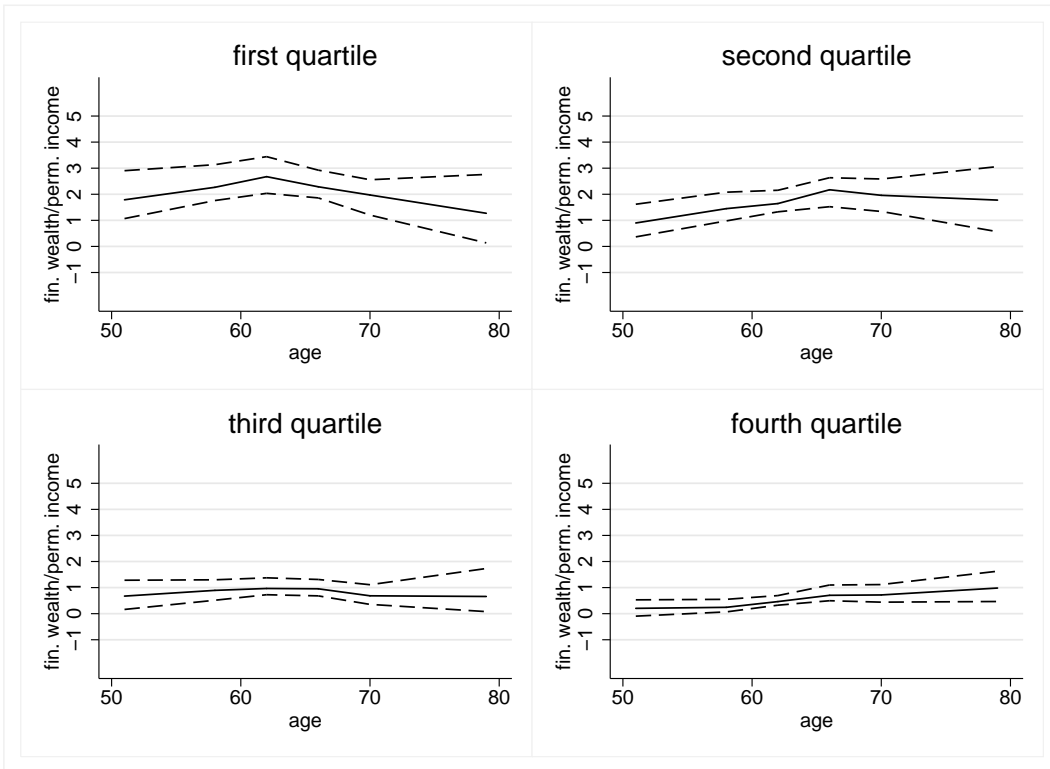 first quartile
fin. wealth/perm. income
−1 0 1 2 3 4 5
50 60 70 80
age
second quartile
fin. wealth/perm. income
−1 0 1 2 3 4 5
50 60 70 80
age
third quartile
fin. wealth/perm. income
−1 0 1 2 3 4 5
50 60 70 80
age
fourth quartile
fin. wealth/perm. income
−1 0 1 2 3 4 5
50 60 70 80
age